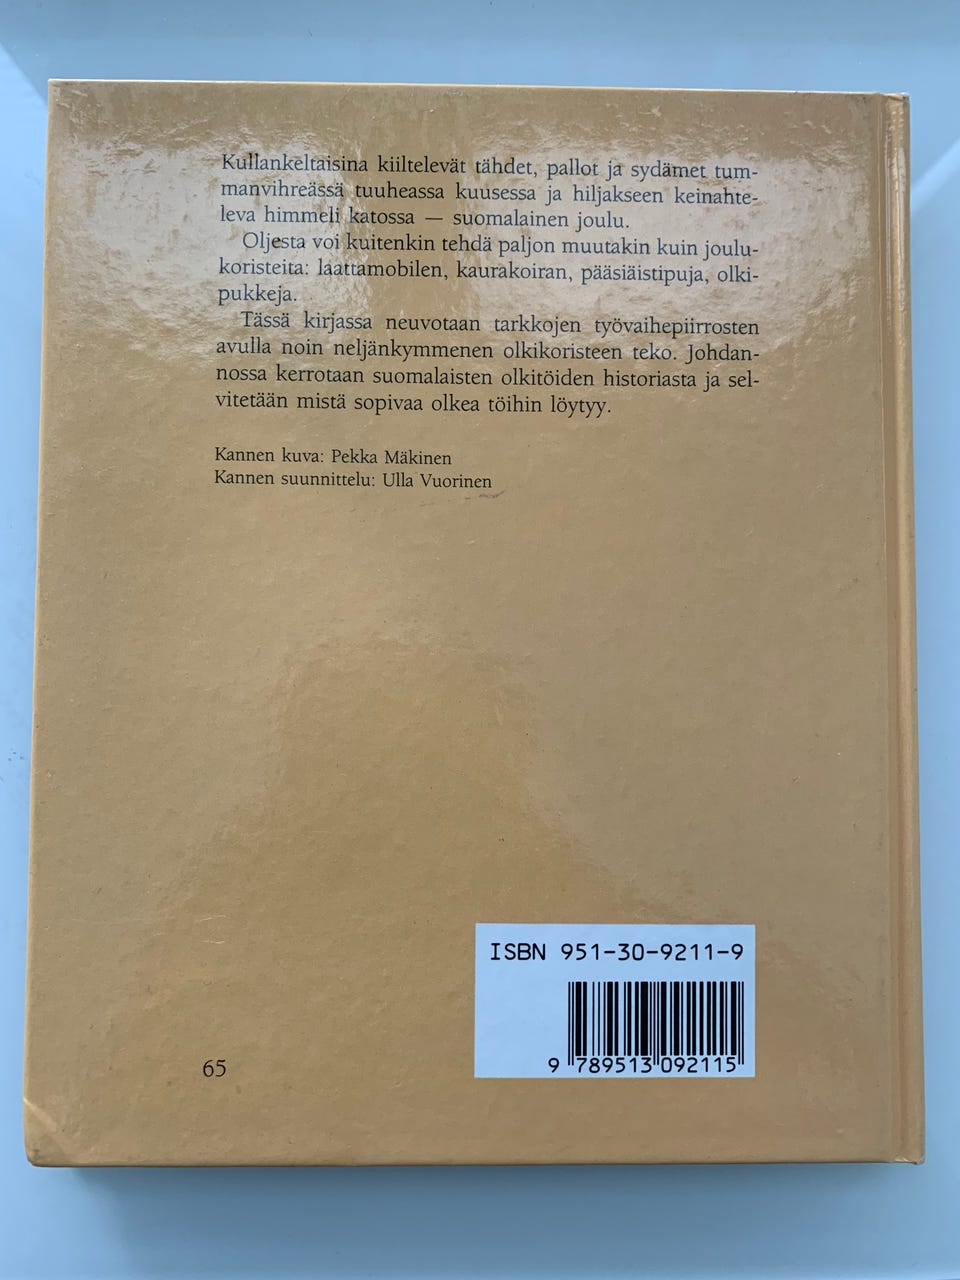 Kullankeltaisina kiiltelevät tähdet, pallot ja sydämet tum-
manvihreässä tuuheassa kuusessa ja hiljakseen keinahte-
leva himmeli katossa — suomalainen joulu.
Oljesta voi kuitenkin tehdä paljon muutakin kuin joulu-
koristeita: laattamobilen, kaurakoiran, pääsiäistipuja, olki-
pukkeja.
Tässä kirjassa neuvotaan tarkkojen työvaihepiirrosten
avulla noin neljänkymmenen olkikoristeen teko. Johdan-
nossa kerrotaan suomalaisten olkitöiden historiasta ja sel-
vitetään mistä sopivaa olkea töihin löytyy.
Kannen kuva: Pekka Mäkinen
Kannen suunnittelu: Ulla Vuorinen
ISBN 951-30-9211-9
9 789513 092115
65